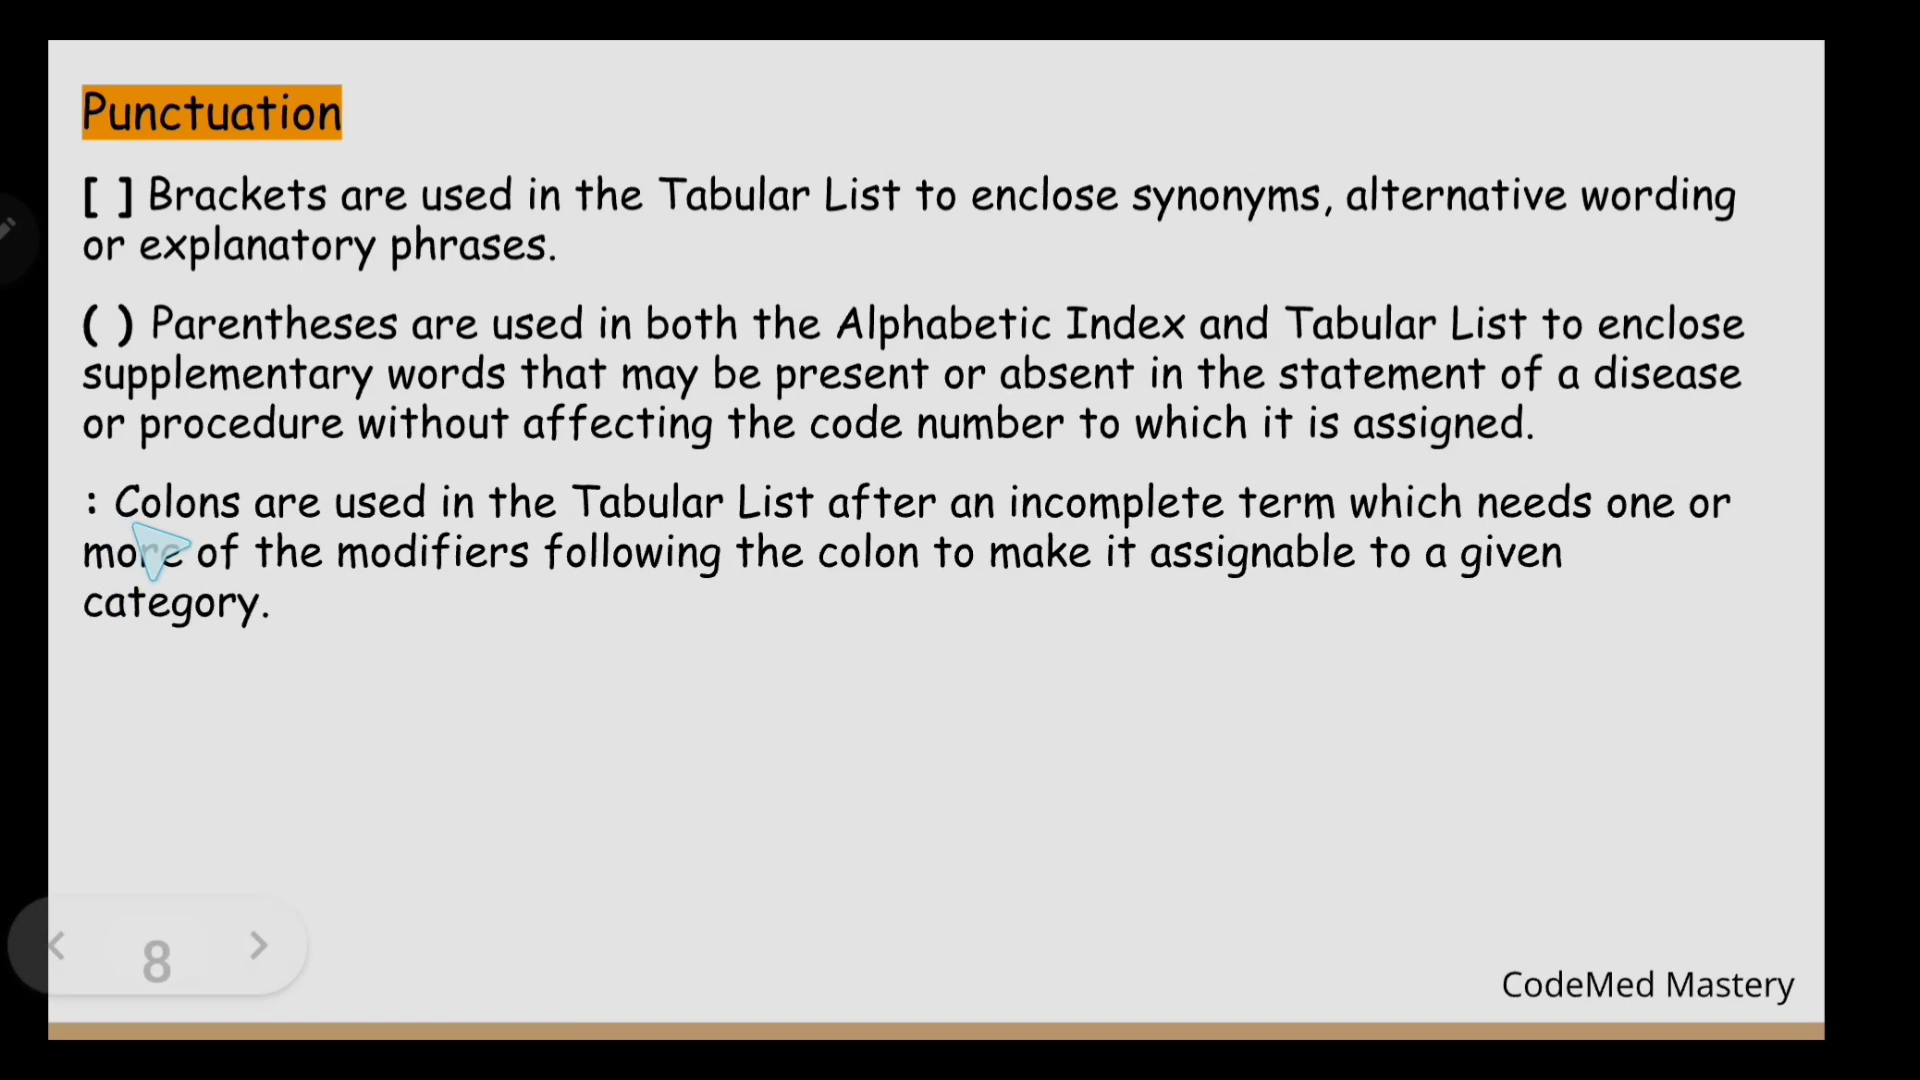 Punctuation
[ ] Brackets are used in the Tabular List to enclose synonyms, alternative wording
or explanatory phrases.
( ) Parentheses are used in both the Alphabetic Index and Tabular List to enclose
supplementary words that may be present or absent in the statement of a disease
or procedure without affecting the code number to which it is assigned.
: Colons are used in the Tabular List after an incomplete term which needs one or
more of the modifiers following the colon to make it assignable to a given
category.
8
CodeMed Mastery